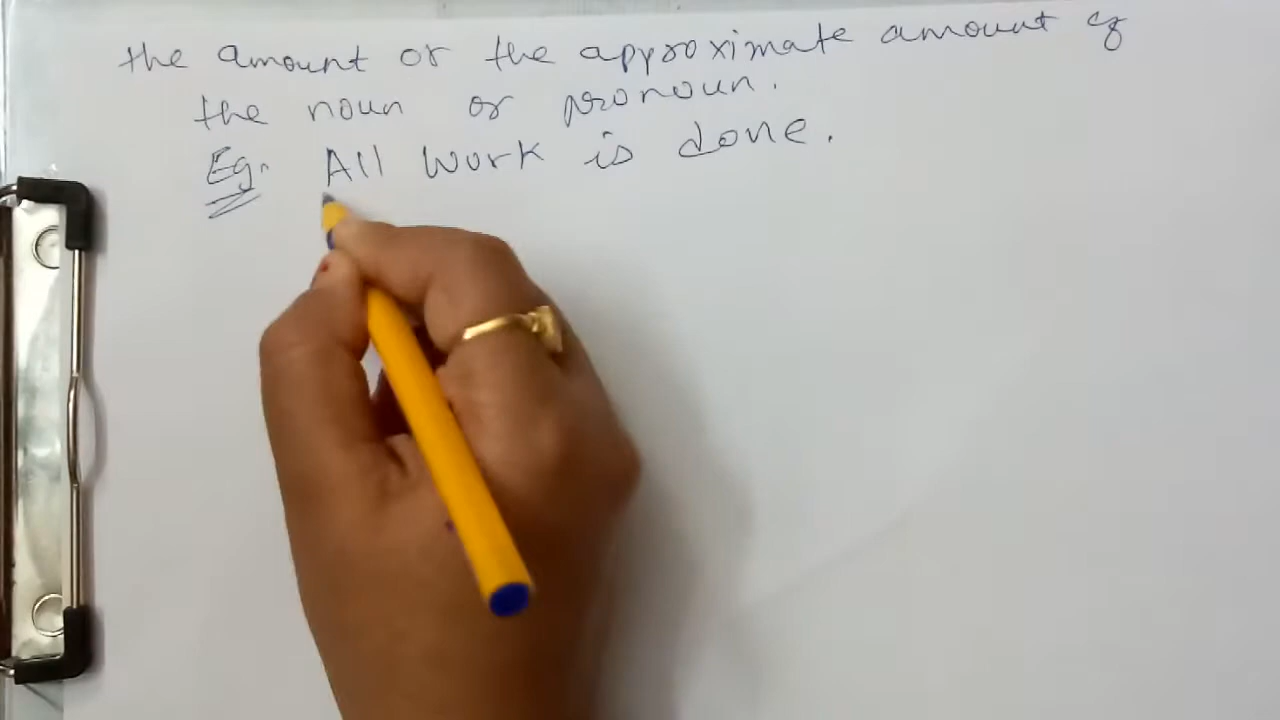 the amount or the approximate amount of
the noun or pronoun.
Eg. All work is done.